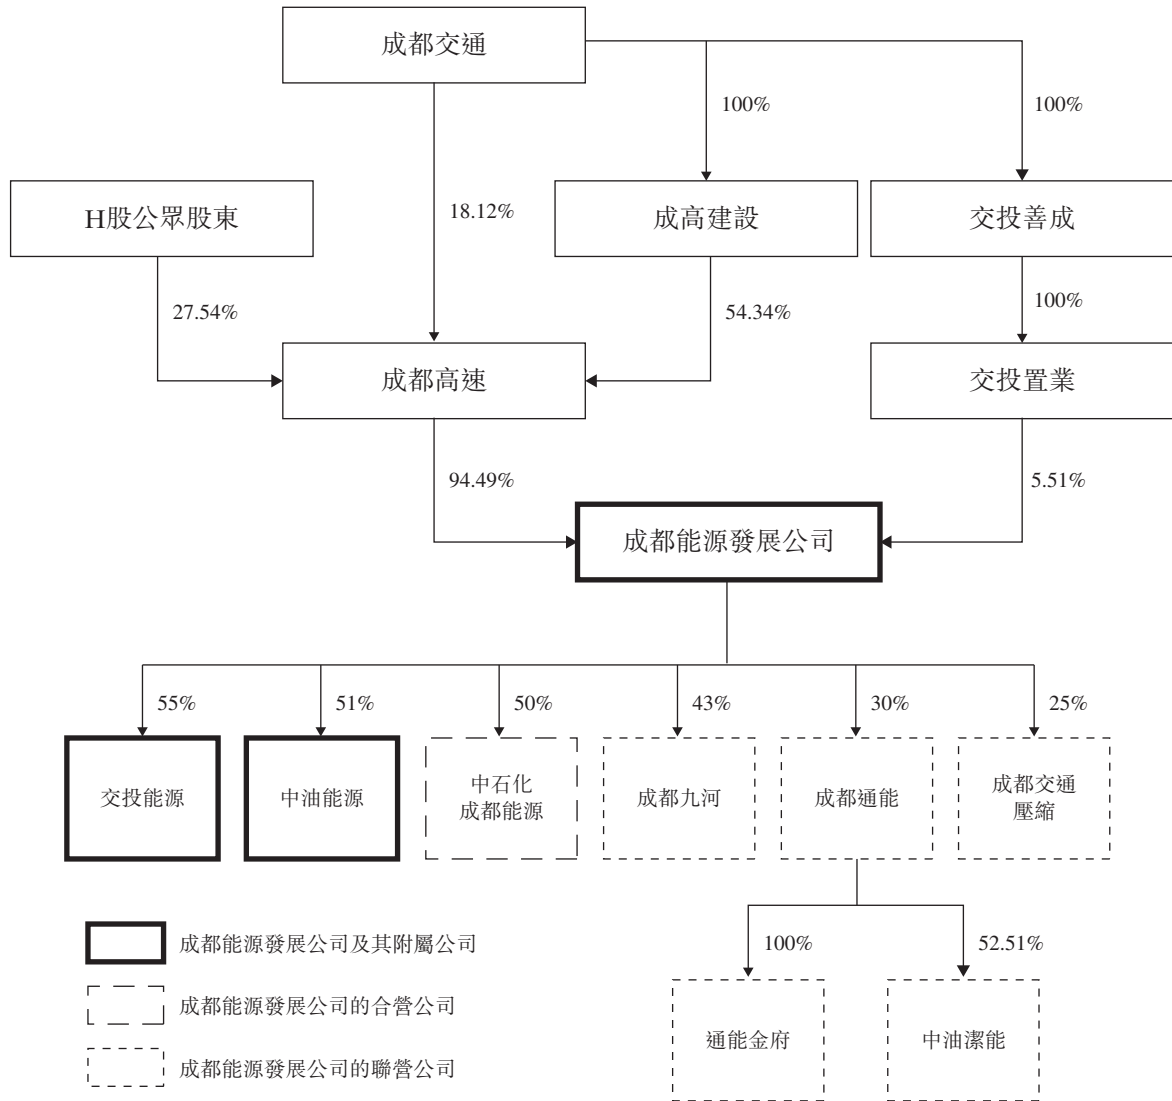 成都交通
100%
100%
H股公眾股東
18.12%
成高建設
交投善成
27.54%
54.34%
100%
成都高速
交投置業
94.49%
5.51%
成都能源發展公司
55%
51%
50%
43%
30%
25%
交投能源
中油能源
中石化
成都能源
成都九河
成都通能
成都交通
壓縮
成都能源發展公司及其附屬公司
100%
52.51%
成都能源發展公司的合營公司
通能金府
中油潔能
成都能源發展公司的聯營公司